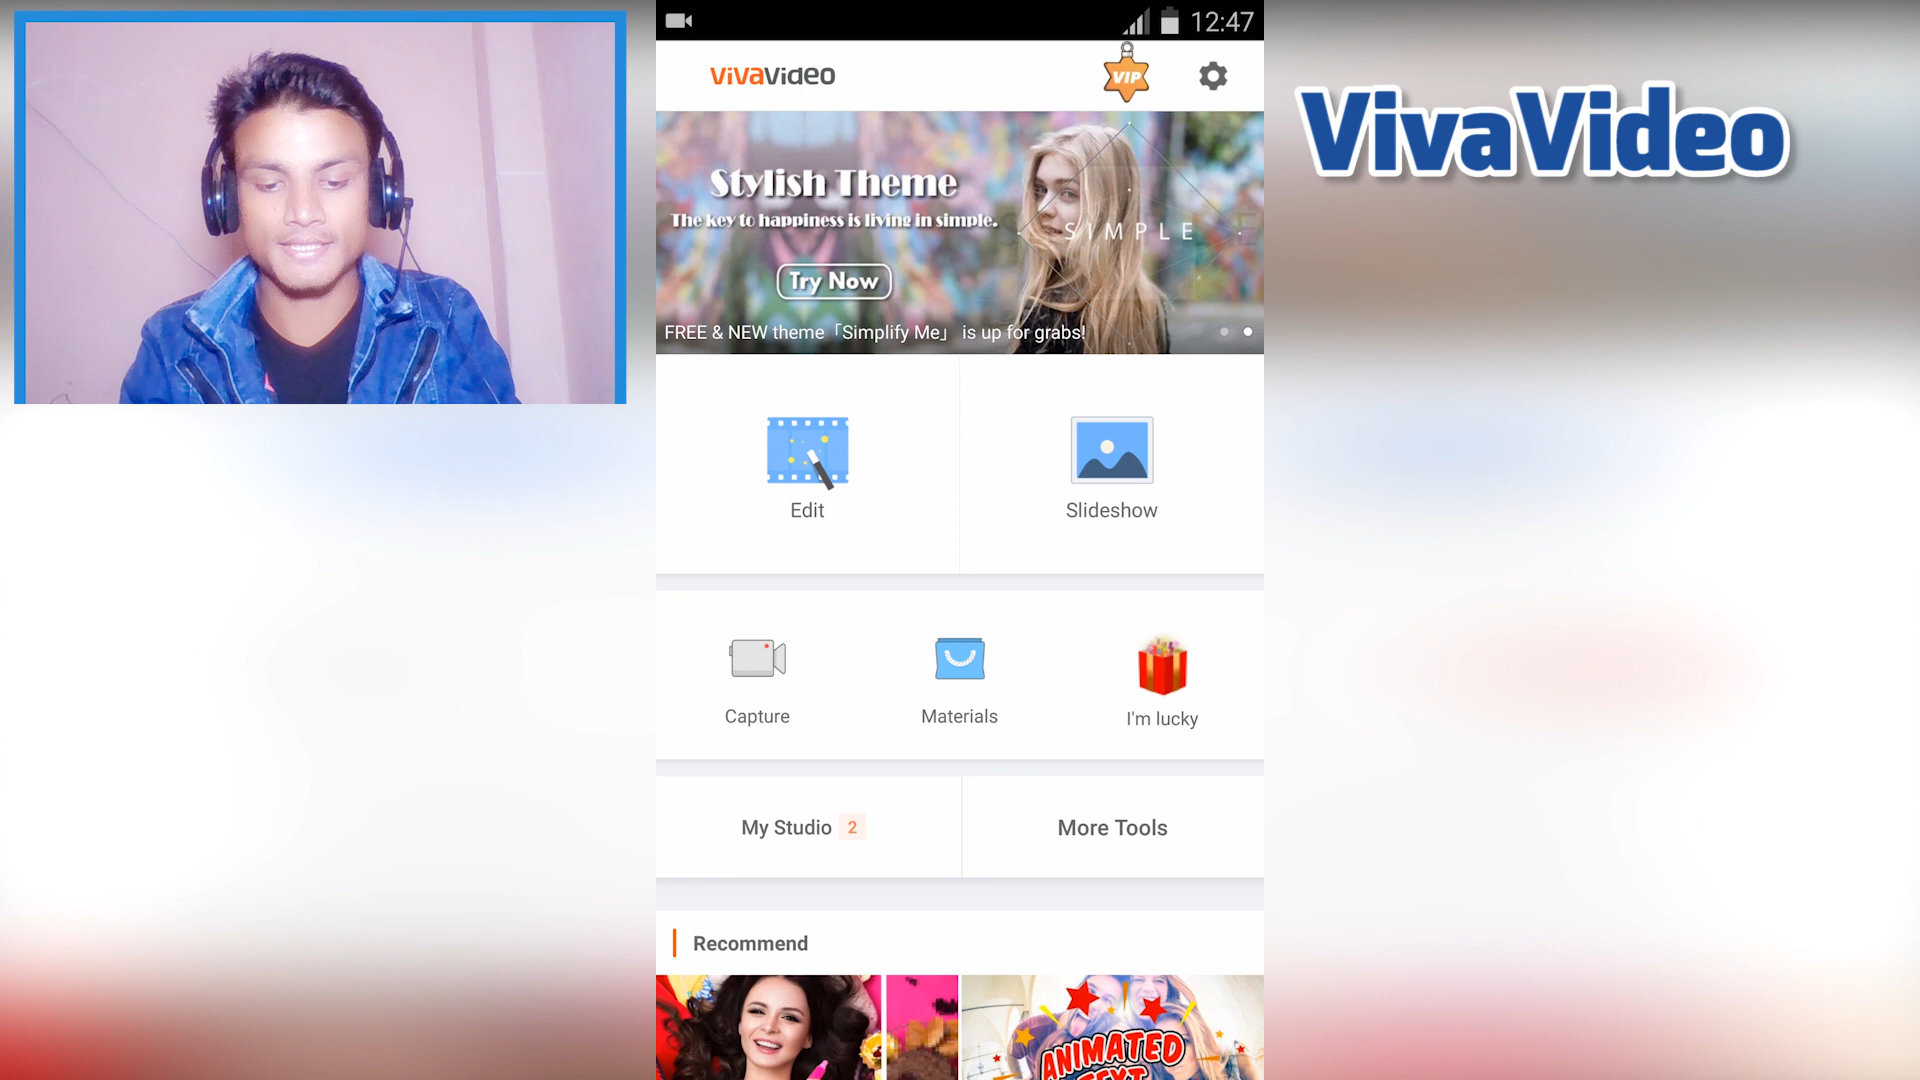 12:47
VivaVideo
VIP
VivaVideo
Stylish Theme
The key to happiness is living in simple.
SIMPLE
Try Now
FREE & NEW theme「Simplify Me」 is up for grabs!
Edit
Slideshow
Capture
Materials
I'm lucky
My Studio 2
More Tools
Recommend
ANIMATED
TEXT